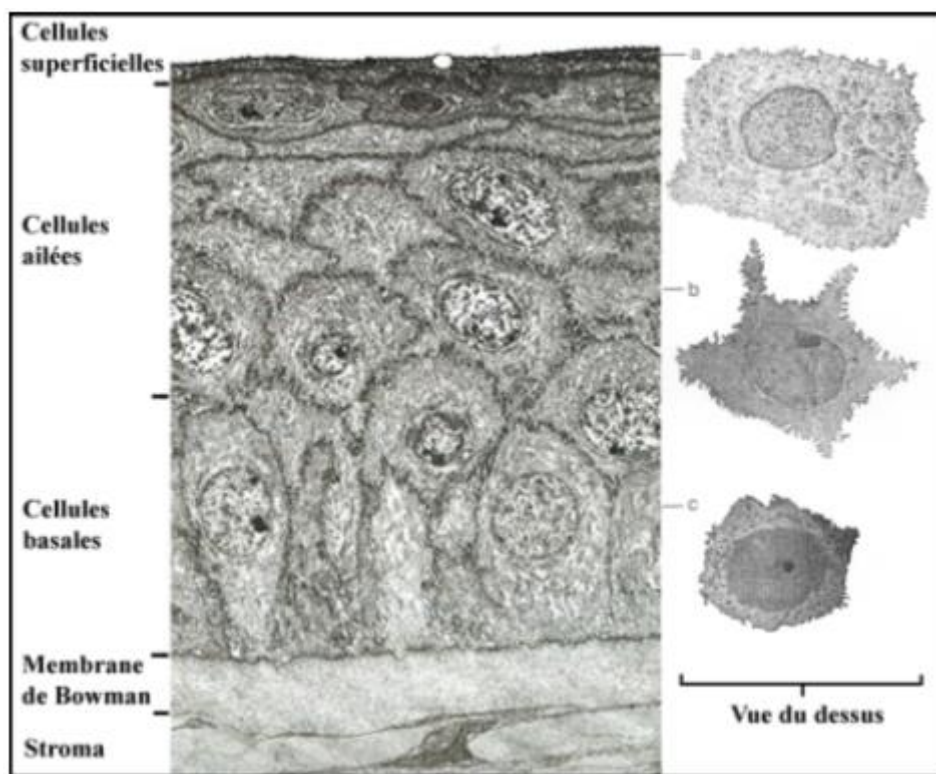 Cellules
superficielles
a
Cellules
ailées
b
Cellules
basales
c
Membrane
de Bowman
Vue du dessus
Stroma